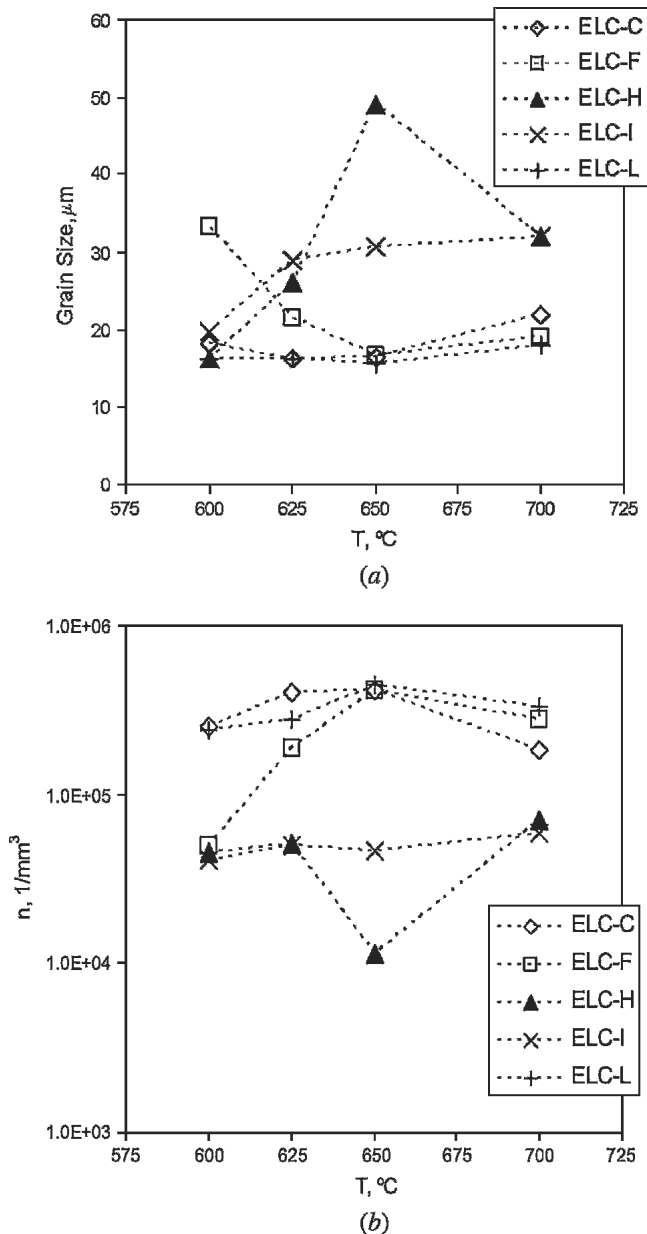 60
50
40
30
20
10
0
Grain Size, μm
575 600 625 650 675 700 725
T, ºC
ELC-C
ELC-F
ELC-H
ELC-I
ELC-L
(a)
1.0E+06
1.0E+05
1.0E+04
1.0E+03
n, 1/mm³
575 600 625 650 675 700 725
T, ºC
ELC-C
ELC-F
ELC-H
ELC-I
ELC-L
(b)